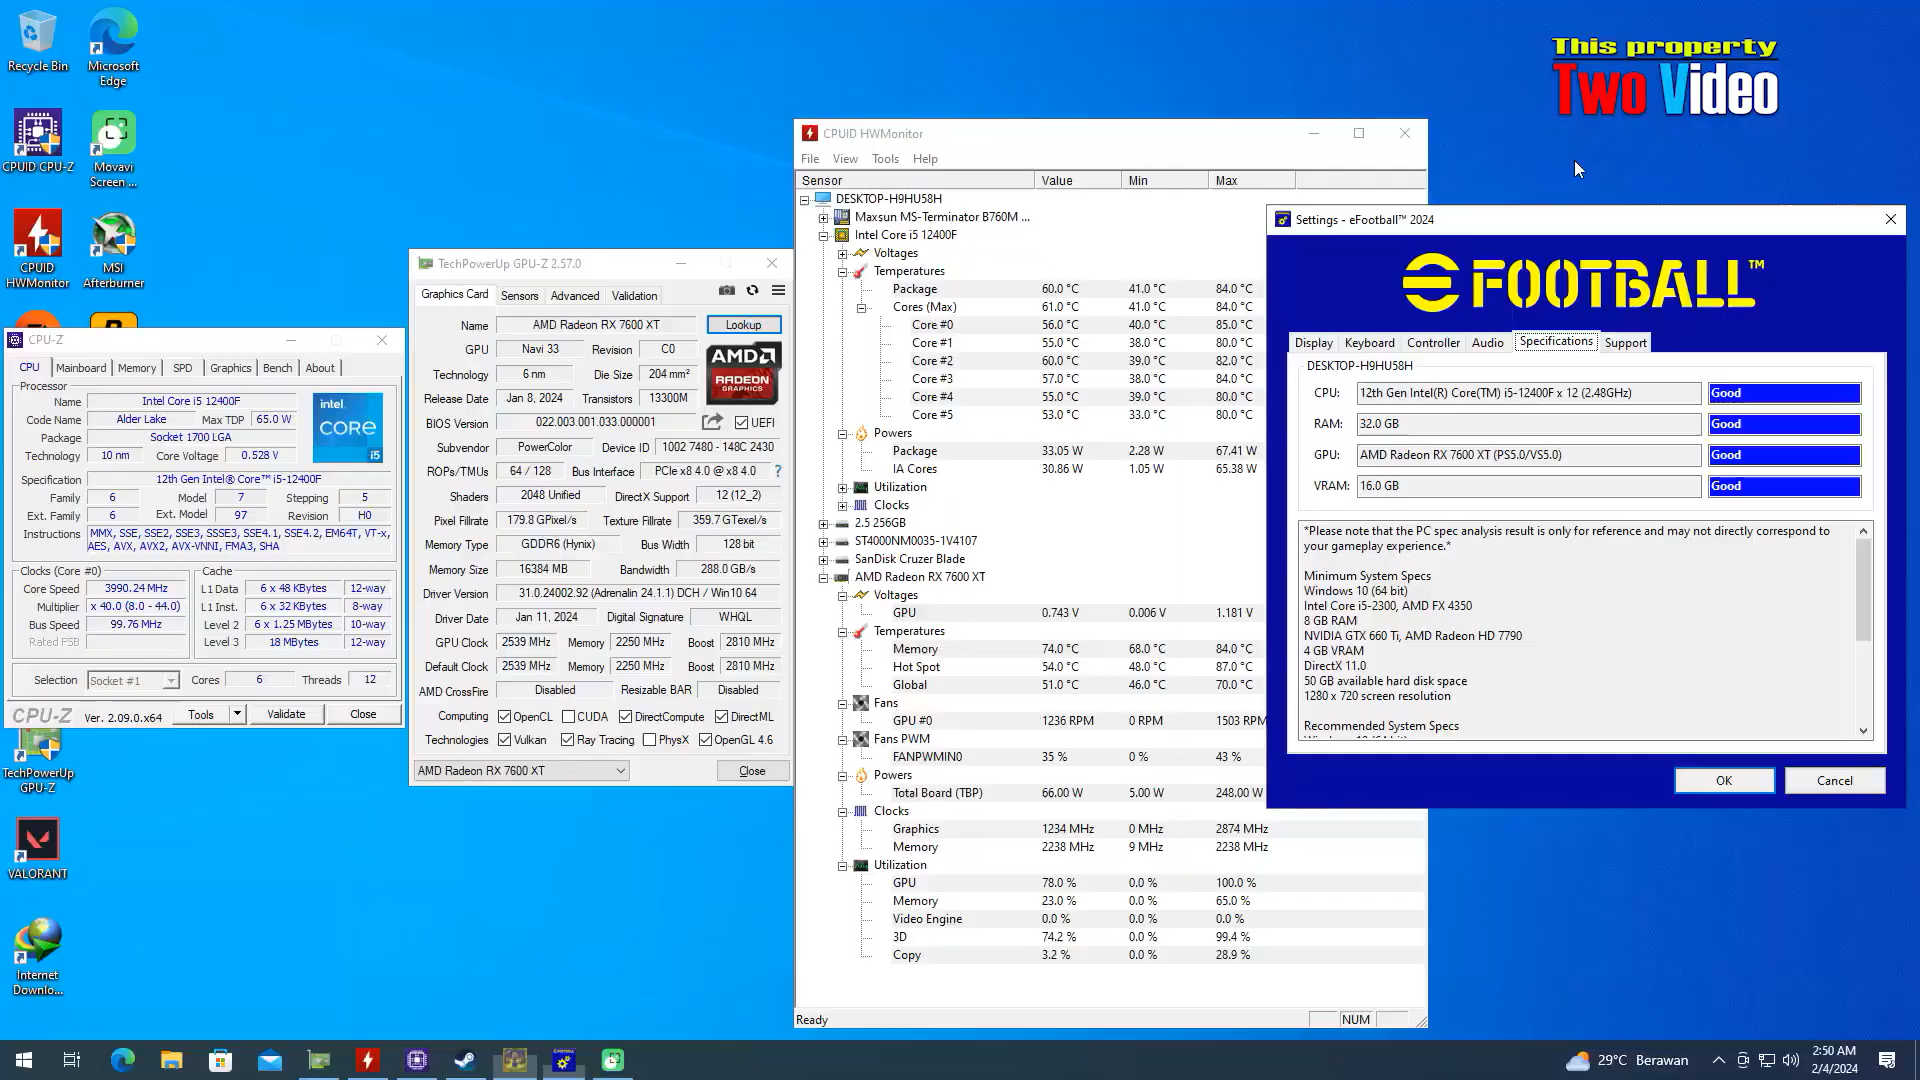 Recycle Bin
Microsoft
Edge
CPUID CPU-Z
Movavi
Screen ...
CPUID
HWMonitor
MSI
Afterburner
TechPowerUp
GPU-Z
VALORANT
Internet
Downlo...
This property
Two Video
CPU-Z
CPU Mainboard Memory SPD Graphics Bench About
Processor
Name Intel Core i5 12400F
Code Name Alder Lake Max TDP 65.0 W
Package Socket 1700 LGA
Technology 10 nm Core Voltage 0.528 V
intel
CORE
i5
Specification 12th Gen Intel® Core™ i5-12400F
Family 6 Model 7 Stepping 5
Ext. Family 6 Ext. Model 97 Revision H0
Instructions MMX, SSE, SSE2, SSE3, SSSE3, SSE4.1, SSE4.2, EM64T, VT-x,
AES, AVX, AVX2, AVX-VNNI, FMA3, SHA
Clocks (Core #0)
Core Speed 3990.24 MHz
Multiplier x 40.0 (8.0 - 44.0)
Bus Speed 99.76 MHz
Rated FSB
Cache
L1 Data 6 x 48 KBytes 12-way
L1 Inst. 6 x 32 KBytes 8-way
Level 2 6 x 1.25 MBytes 10-way
Level 3 18 MBytes 12-way
Selection Socket #1 Cores 6 Threads 12
CPU-Z Ver. 2.09.0.x64 Tools Validate Close
TechPowerUp GPU-Z 2.57.0
Graphics Card Sensors Advanced Validation
Name AMD Radeon RX 7600 XT Lookup
GPU Navi 33 Revision C0
Technology 6 nm Die Size 204 mm²
Release Date Jan 8, 2024 Transistors 13300M
AMD
RADEON
GRAPHICS
BIOS Version 022.003.001.033.000001 UEFI
Subvendor PowerColor Device ID 1002 7480 - 148C 2430
ROPs/TMUs 64 / 128 Bus Interface PCIe x8 4.0 @ x8 4.0 ?
Shaders 2048 Unified DirectX Support 12 (12_2)
Pixel Fillrate 179.8 GPixel/s Texture Fillrate 359.7 GTexel/s
Memory Type GDDR6 (Hynix) Bus Width 128 bit
Memory Size 16384 MB Bandwidth 288.0 GB/s
Driver Version 31.0.24002.92 (Adrenalin 24.1.1) DCH / Win10 64
Driver Date Jan 11, 2024 Digital Signature WHQL
GPU Clock 2539 MHz Memory 2250 MHz Boost 2810 MHz
Default Clock 2539 MHz Memory 2250 MHz Boost 2810 MHz
AMD CrossFire Disabled Resizable BAR Disabled
Computing OpenCL CUDA DirectCompute DirectML
Technologies Vulkan Ray Tracing PhysX OpenGL 4.6
AMD Radeon RX 7600 XT Close
CPUID HWMonitor
File View Tools Help
Sensor Value Min Max
DESKTOP-H9HU58H
Maxsun MS-Terminator B760M ...
Intel Core i5 12400F
Voltages
Temperatures
Package 60.0 °C 41.0 °C 84.0 °C
Cores (Max) 61.0 °C 41.0 °C 84.0 °C
Core #0 56.0 °C 40.0 °C 85.0 °C
Core #1 55.0 °C 38.0 °C 80.0 °C
Core #2 60.0 °C 39.0 °C 82.0 °C
Core #3 57.0 °C 38.0 °C 84.0 °C
Core #4 55.0 °C 39.0 °C 80.0 °C
Core #5 53.0 °C 33.0 °C 80.0 °C
Powers
Package 33.05 W 2.28 W 67.41 W
IA Cores 30.86 W 1.05 W 65.38 W
Utilization
Clocks
2.5 256GB
ST4000NM0035-1V4107
SanDisk Cruzer Blade
AMD Radeon RX 7600 XT
Voltages
GPU 0.743 V 0.006 V 1.181 V
Temperatures
Memory 74.0 °C 68.0 °C 84.0 °C
Hot Spot 54.0 °C 48.0 °C 87.0 °C
Global 51.0 °C 46.0 °C 70.0 °C
Fans
GPU #0 1236 RPM 0 RPM 1503 RPM
Fans PWM
FANPWMIN0 35 % 0 % 43 %
Powers
Total Board (TBP) 66.00 W 5.00 W 248.00 W
Clocks
Graphics 1234 MHz 0 MHz 2874 MHz
Memory 2238 MHz 9 MHz 2238 MHz
Utilization
GPU 78.0 % 0.0 % 100.0 %
Memory 23.0 % 0.0 % 65.0 %
Video Engine 0.0 % 0.0 % 0.0 %
3D 74.2 % 0.0 % 99.4 %
Copy 3.2 % 0.0 % 28.9 %
Ready NUM
Settings - eFootball™ 2024
eFOOTBALL™
Display Keyboard Controller Audio Specifications Support
DESKTOP-H9HU58H
CPU: 12th Gen Intel(R) Core(TM) i5-12400F x 12 (2.48GHz) Good
RAM: 32.0 GB Good
GPU: AMD Radeon RX 7600 XT (PS5.0/VS5.0) Good
VRAM: 16.0 GB Good
*Please note that the PC spec analysis result is only for reference and may not directly correspond to
your gameplay experience.*
Minimum System Specs
Windows 10 (64 bit)
Intel Core i5-2300, AMD FX 4350
8 GB RAM
NVIDIA GTX 660 Ti, AMD Radeon HD 7790
4 GB VRAM
DirectX 11.0
50 GB available hard disk space
1280 x 720 screen resolution
Recommended System Specs
OK Cancel
29°C Berawan
2:50 AM
2/4/2024